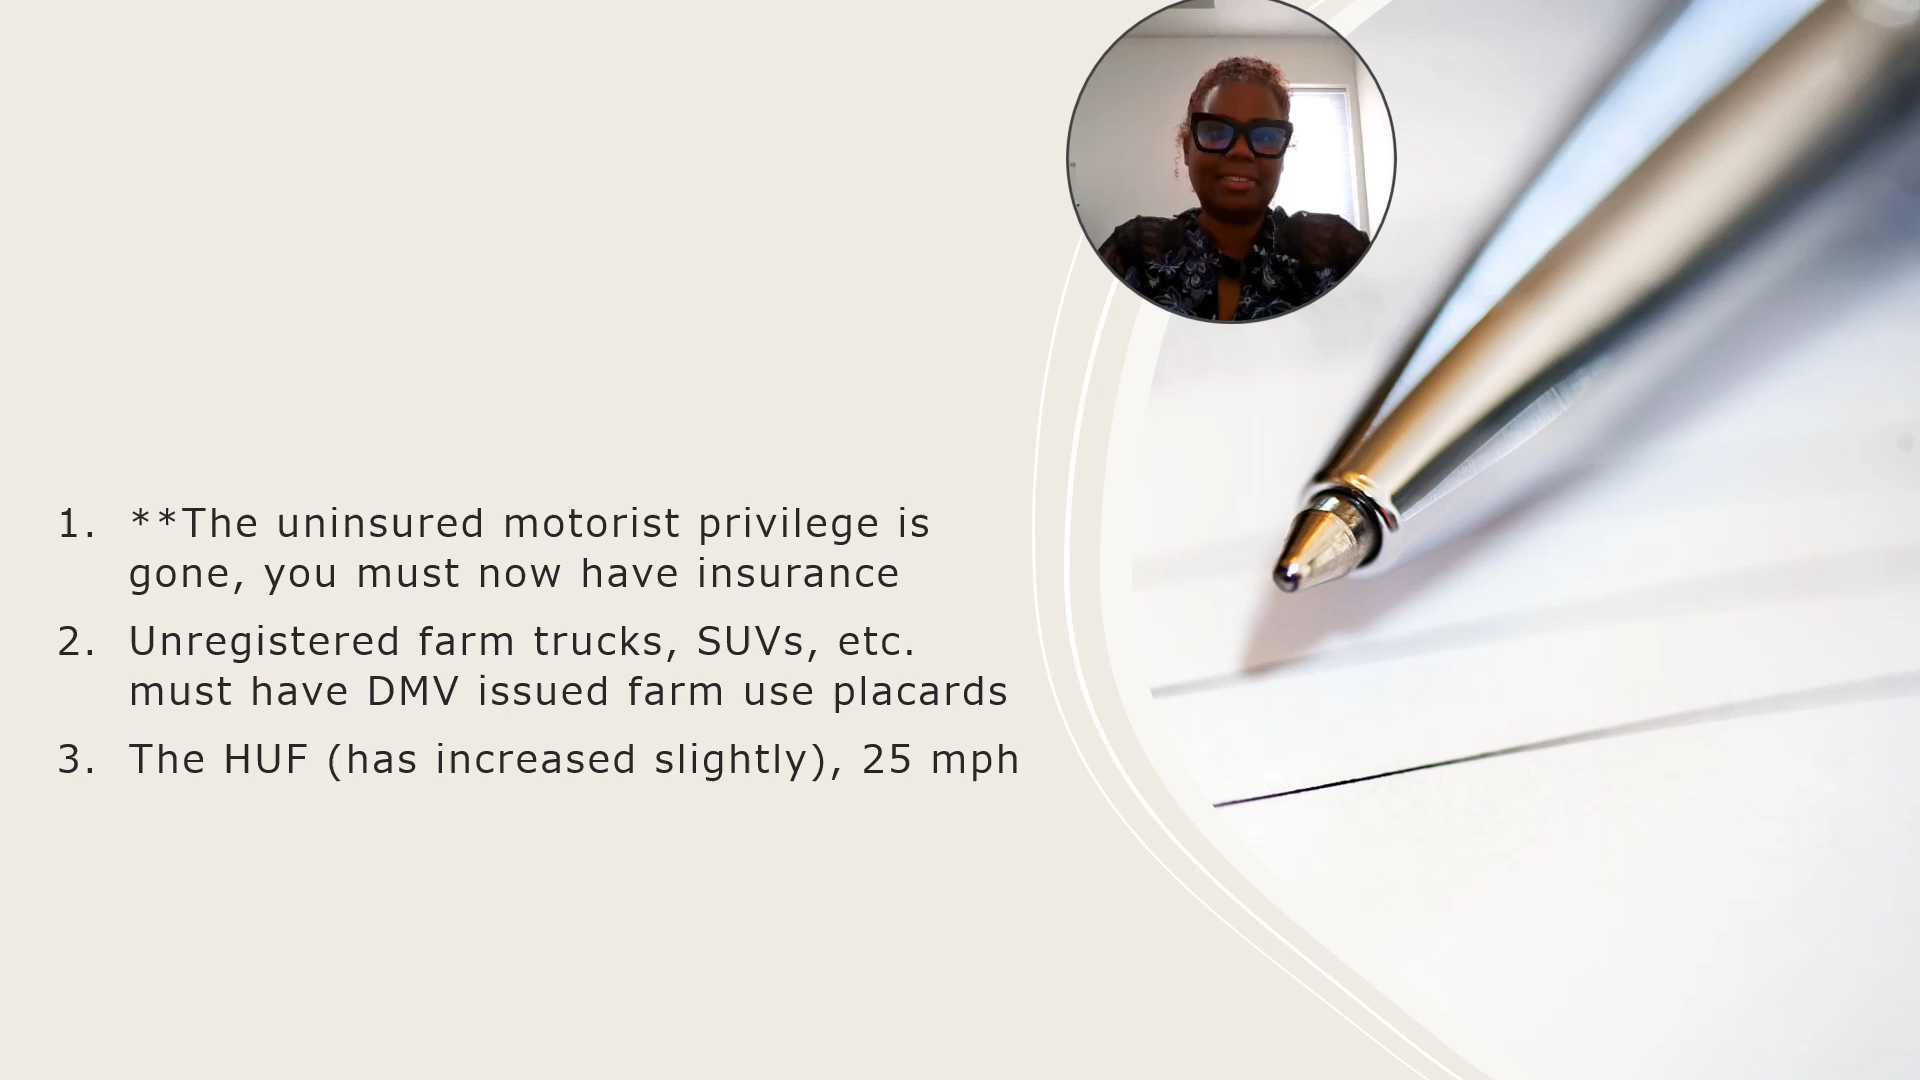 1. **The uninsured motorist privilege is
gone, you must now have insurance
2. Unregistered farm trucks, SUVs, etc.
must have DMV issued farm use placards
3. The HUF (has increased slightly), 25 mph